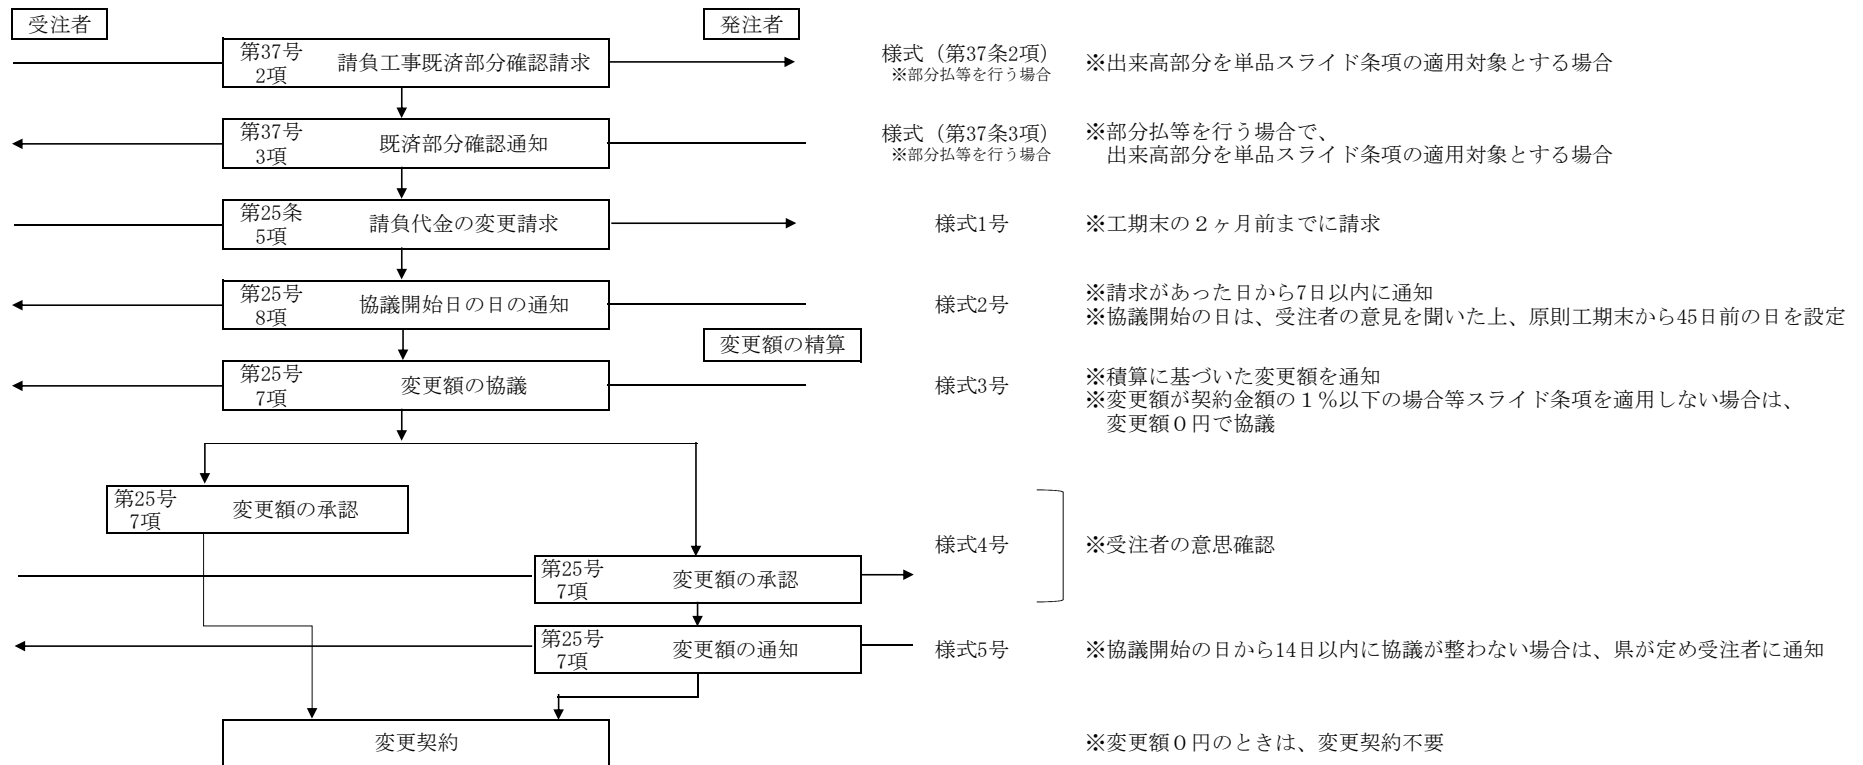 受注者
発注者
第37号
2項
請負工事既済部分確認請求
様式（第37条2項）
※部分払等を行う場合
※出来高部分を単品スライド条項の適用対象とする場合
第37号
3項
既済部分確認通知
様式（第37条3項）
※部分払等を行う場合
※部分払等を行う場合で、
出来高部分を単品スライド条項の適用対象とする場合
第25条
5項
請負代金の変更請求
様式1号
※工期末の２ヶ月前までに請求
第25号
8項
協議開始日の日の通知
様式2号
※請求があった日から7日以内に通知
※協議開始の日は、受注者の意見を聞いた上、原則工期末から45日前の日を設定
変更額の精算
第25号
7項
変更額の協議
様式3号
※積算に基づいた変更額を通知
※変更額が契約金額の１％以下の場合等スライド条項を適用しない場合は、
変更額０円で協議
第25号
7項
変更額の承認
様式4号
※受注者の意思確認
第25号
7項
変更額の承認
第25号
7項
変更額の通知
様式5号
※協議開始の日から14日以内に協議が整わない場合は、県が定め受注者に通知
変更契約
※変更額０円のときは、変更契約不要